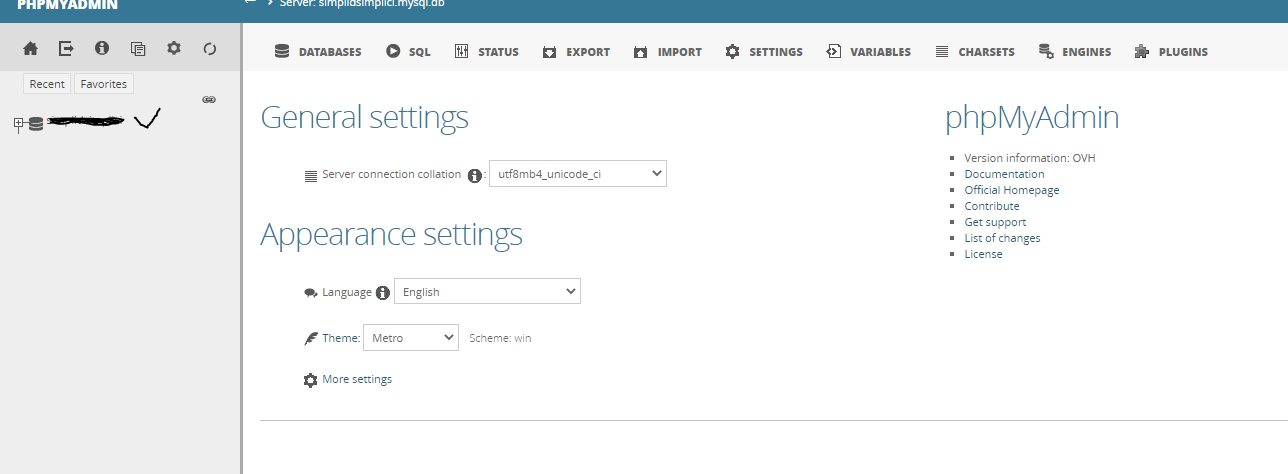 PHPMYADMIN
Server: simplidsimplici.mysql.db
DATABASES SQL STATUS EXPORT IMPORT SETTINGS VARIABLES CHARSETS ENGINES PLUGINS
Recent Favorites
General settings
Server connection collation : utf8mb4_unicode_ci
Appearance settings
Language English
Theme: Metro Scheme: win
More settings
phpMyAdmin
Version information: OVH
Documentation
Official Homepage
Contribute
Get support
List of changes
License